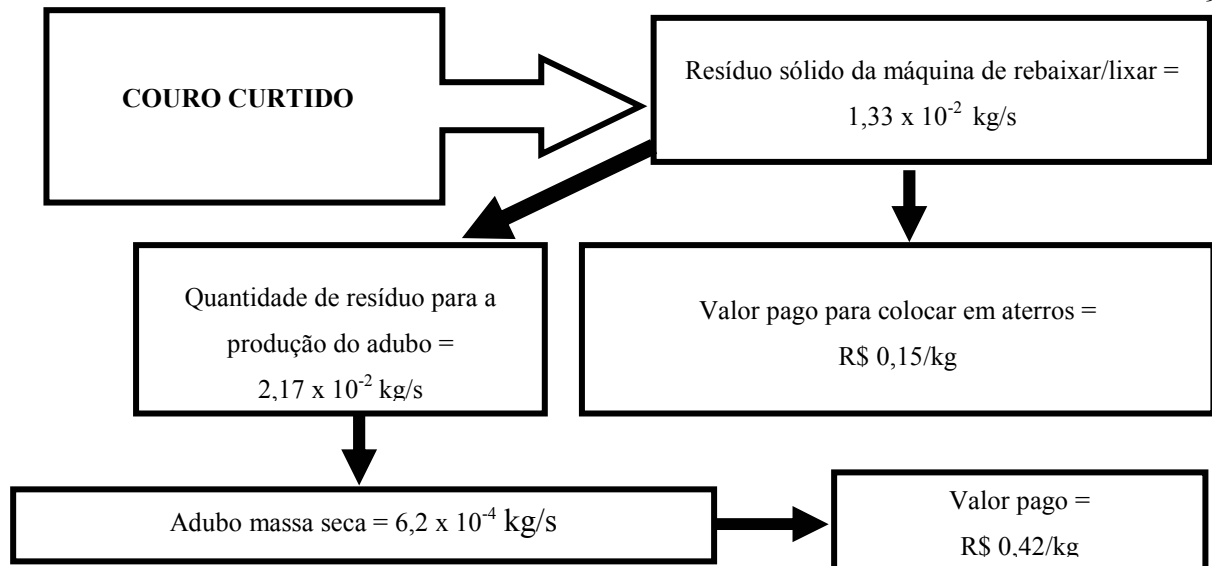 COURO CURTIDO
Resíduo sólido da máquina de rebaixar/lixar =
1,33 x 10⁻² kg/s
Quantidade de resíduo para a
produção do adubo =
2,17 x 10⁻² kg/s
Valor pago para colocar em aterros =
R$ 0,15/kg
Adubo massa seca = 6,2 x 10⁻⁴ kg/s
Valor pago =
R$ 0,42/kg